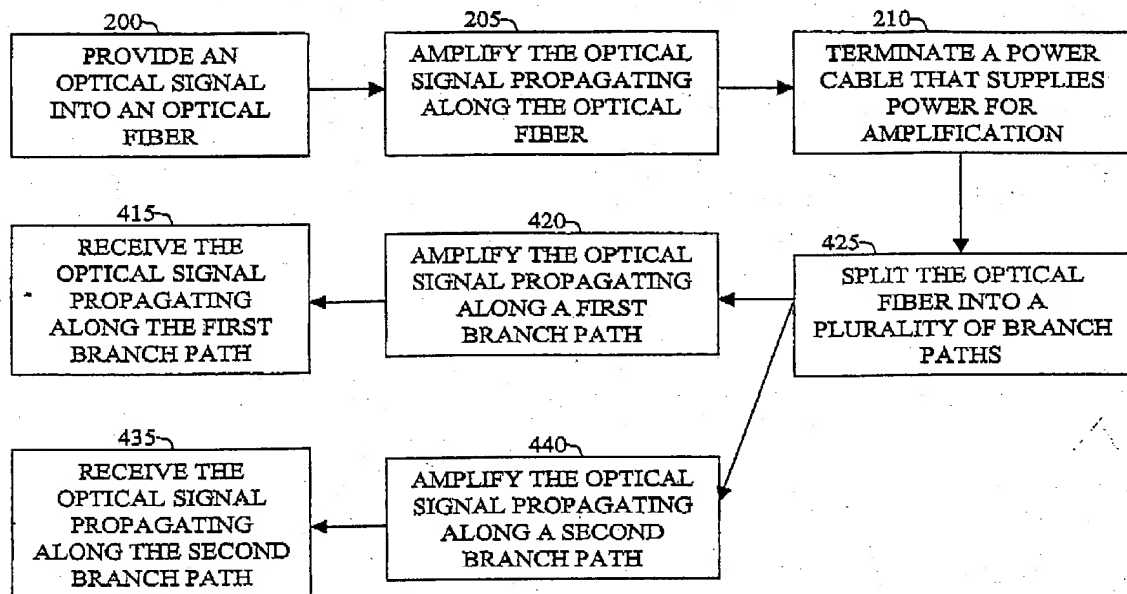 200
PROVIDE AN
OPTICAL SIGNAL
INTO AN OPTICAL
FIBER
205
AMPLIFY THE OPTICAL
SIGNAL PROPAGATING
ALONG THE OPTICAL
FIBER
210
TERMINATE A POWER
CABLE THAT SUPPLIES
POWER FOR
AMPLIFICATION
415
RECEIVE THE
OPTICAL SIGNAL
PROPAGATING
ALONG THE FIRST
BRANCH PATH
420
AMPLIFY THE OPTICAL
SIGNAL PROPAGATING
ALONG A FIRST
BRANCH PATH
425
SPLIT THE OPTICAL
FIBER INTO A
PLURALITY OF BRANCH
PATHS
435
RECEIVE THE
OPTICAL SIGNAL
PROPAGATING
ALONG THE SECOND
BRANCH PATH
440
AMPLIFY THE OPTICAL
SIGNAL PROPAGATING
ALONG A SECOND
BRANCH PATH